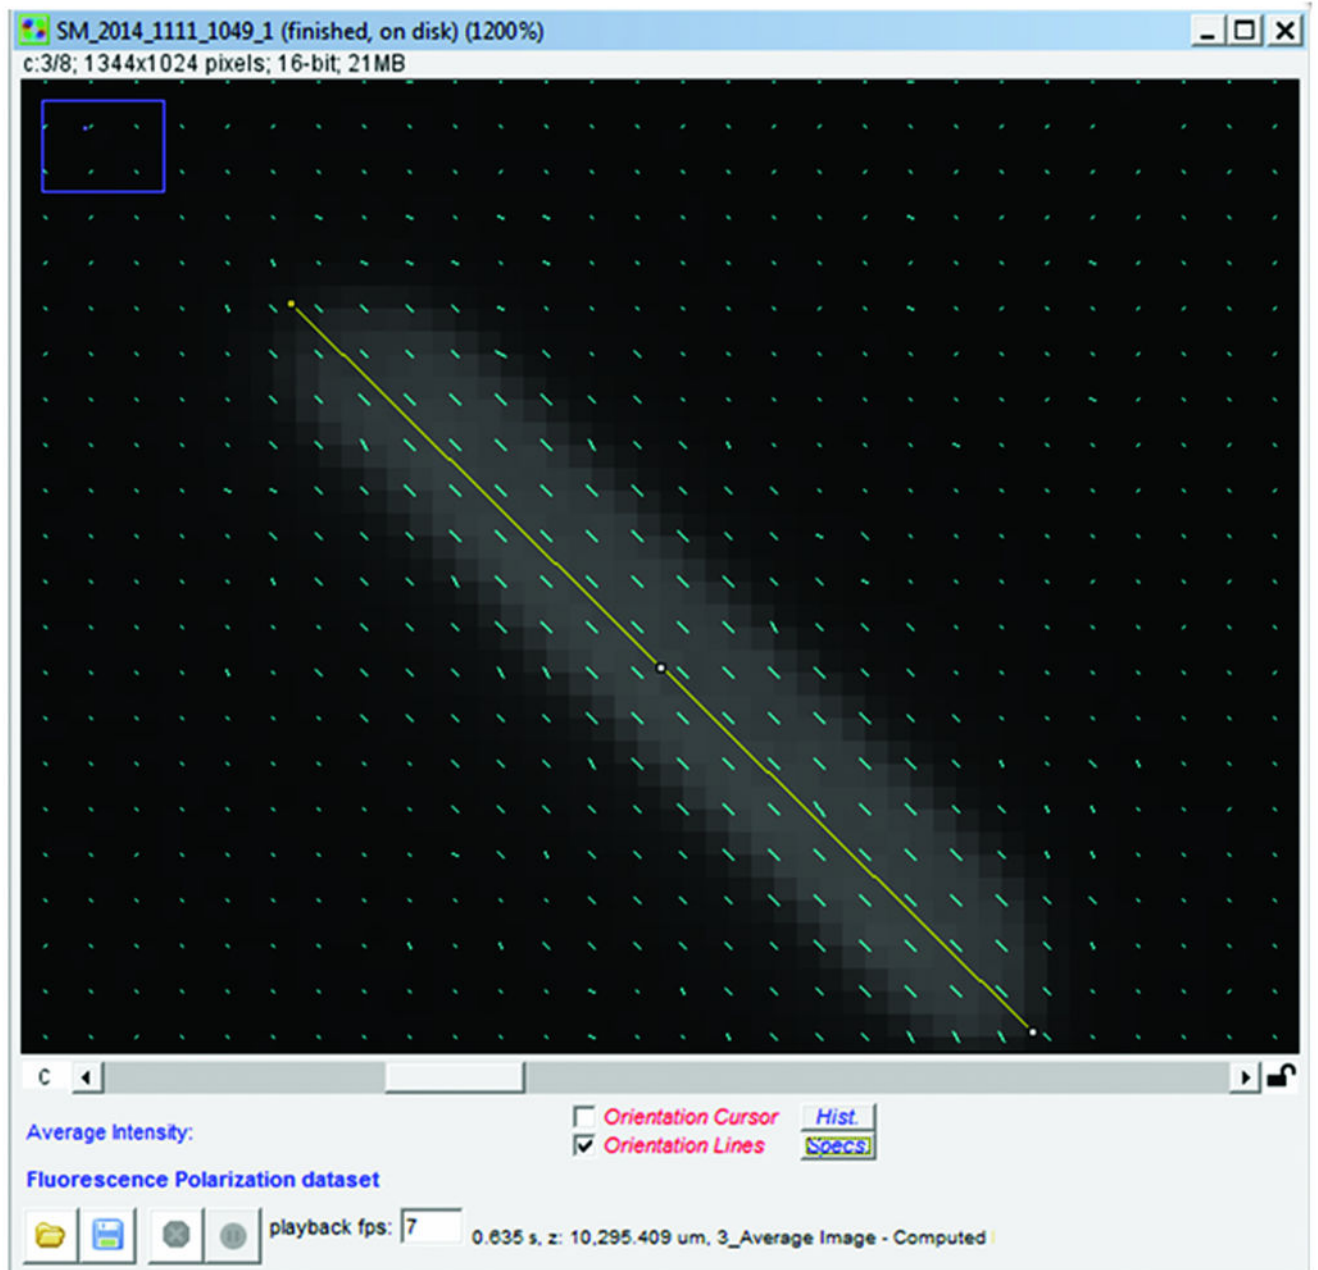 SM_2014_1111_1049_1 (finished, on disk) (1200%)
c:3/8; 1344x1024 pixels; 16-bit; 21MB
C
Orientation Cursor Hist.
Average Intensity:
Orientation Lines Specs
Fluorescence Polarization dataset
playback fps: 7 0.635 s, z: 10,295.409 um, 3_Average Image - Computed